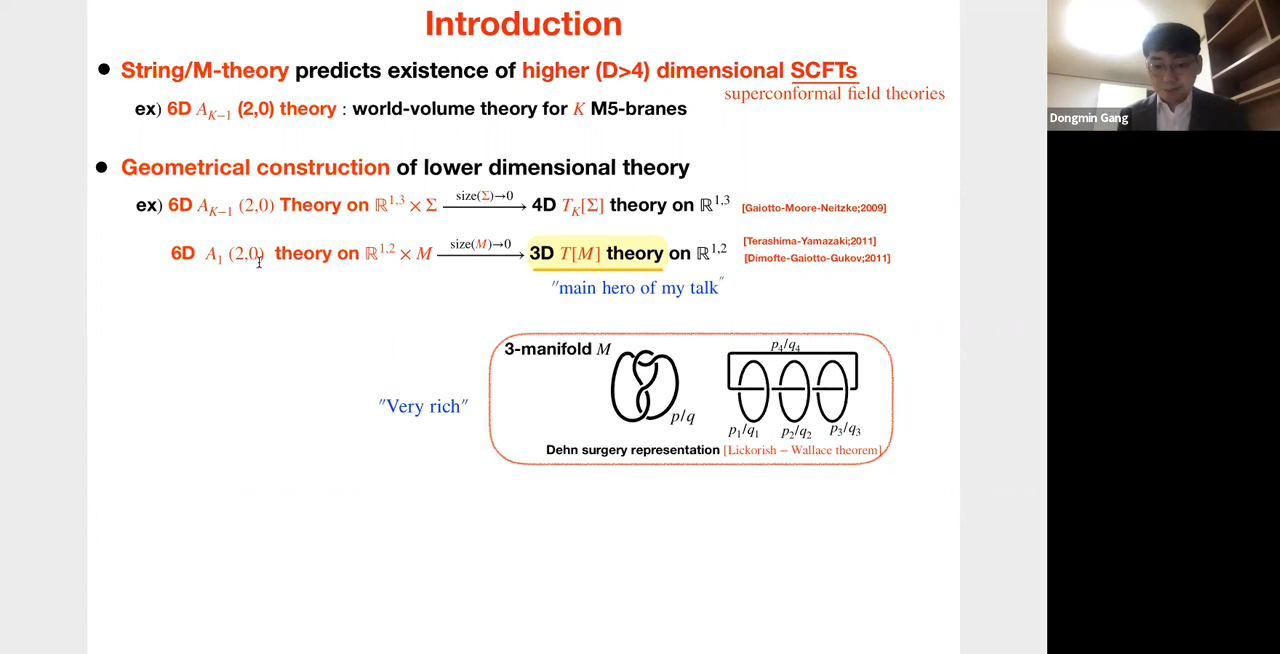 Introduction
● String/M-theory predicts existence of higher (D>4) dimensional SCFTs
superconformal field theories
ex) 6D A_{K−1} (2,0) theory : world-volume theory for K M5-branes
● Geometrical construction of lower dimensional theory
ex) 6D A_{K−1} (2,0) Theory on ℝ^{1,3} × Σ size(Σ)→0 4D T_K[Σ] theory on ℝ^{1,3} [Gaiotto-Moore-Neitzke;2009]
6D A_1 (2,0) theory on ℝ^{1,2} × M size(M)→0 3D T[M] theory on ℝ^{1,2} [Terashima-Yamazaki;2011]
[Dimofte-Gaiotto-Gukov;2011]
"main hero of my talk"
3-manifold M
p/q
p_4/q_4
p_1/q_1 p_2/q_2 p_3/q_3
"Very rich"
Dehn surgery representation [Lickorish − Wallace theorem]
Dongmin Gang